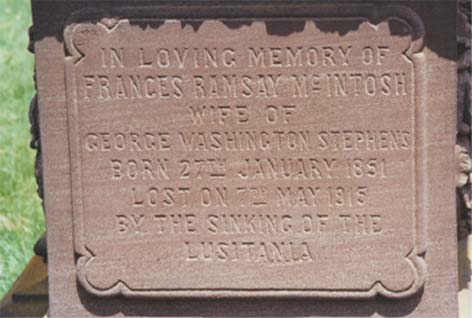 IN LOVING MEMORY OF
FRANCES RAMSAY McINTOSH
WIFE OF
GEORGE WASHINGTON STEPHENS
BORN 27TH JANUARY 1851
LOST ON 7TH MAY 1915
BY THE SINKING OF THE
LUSITANIA